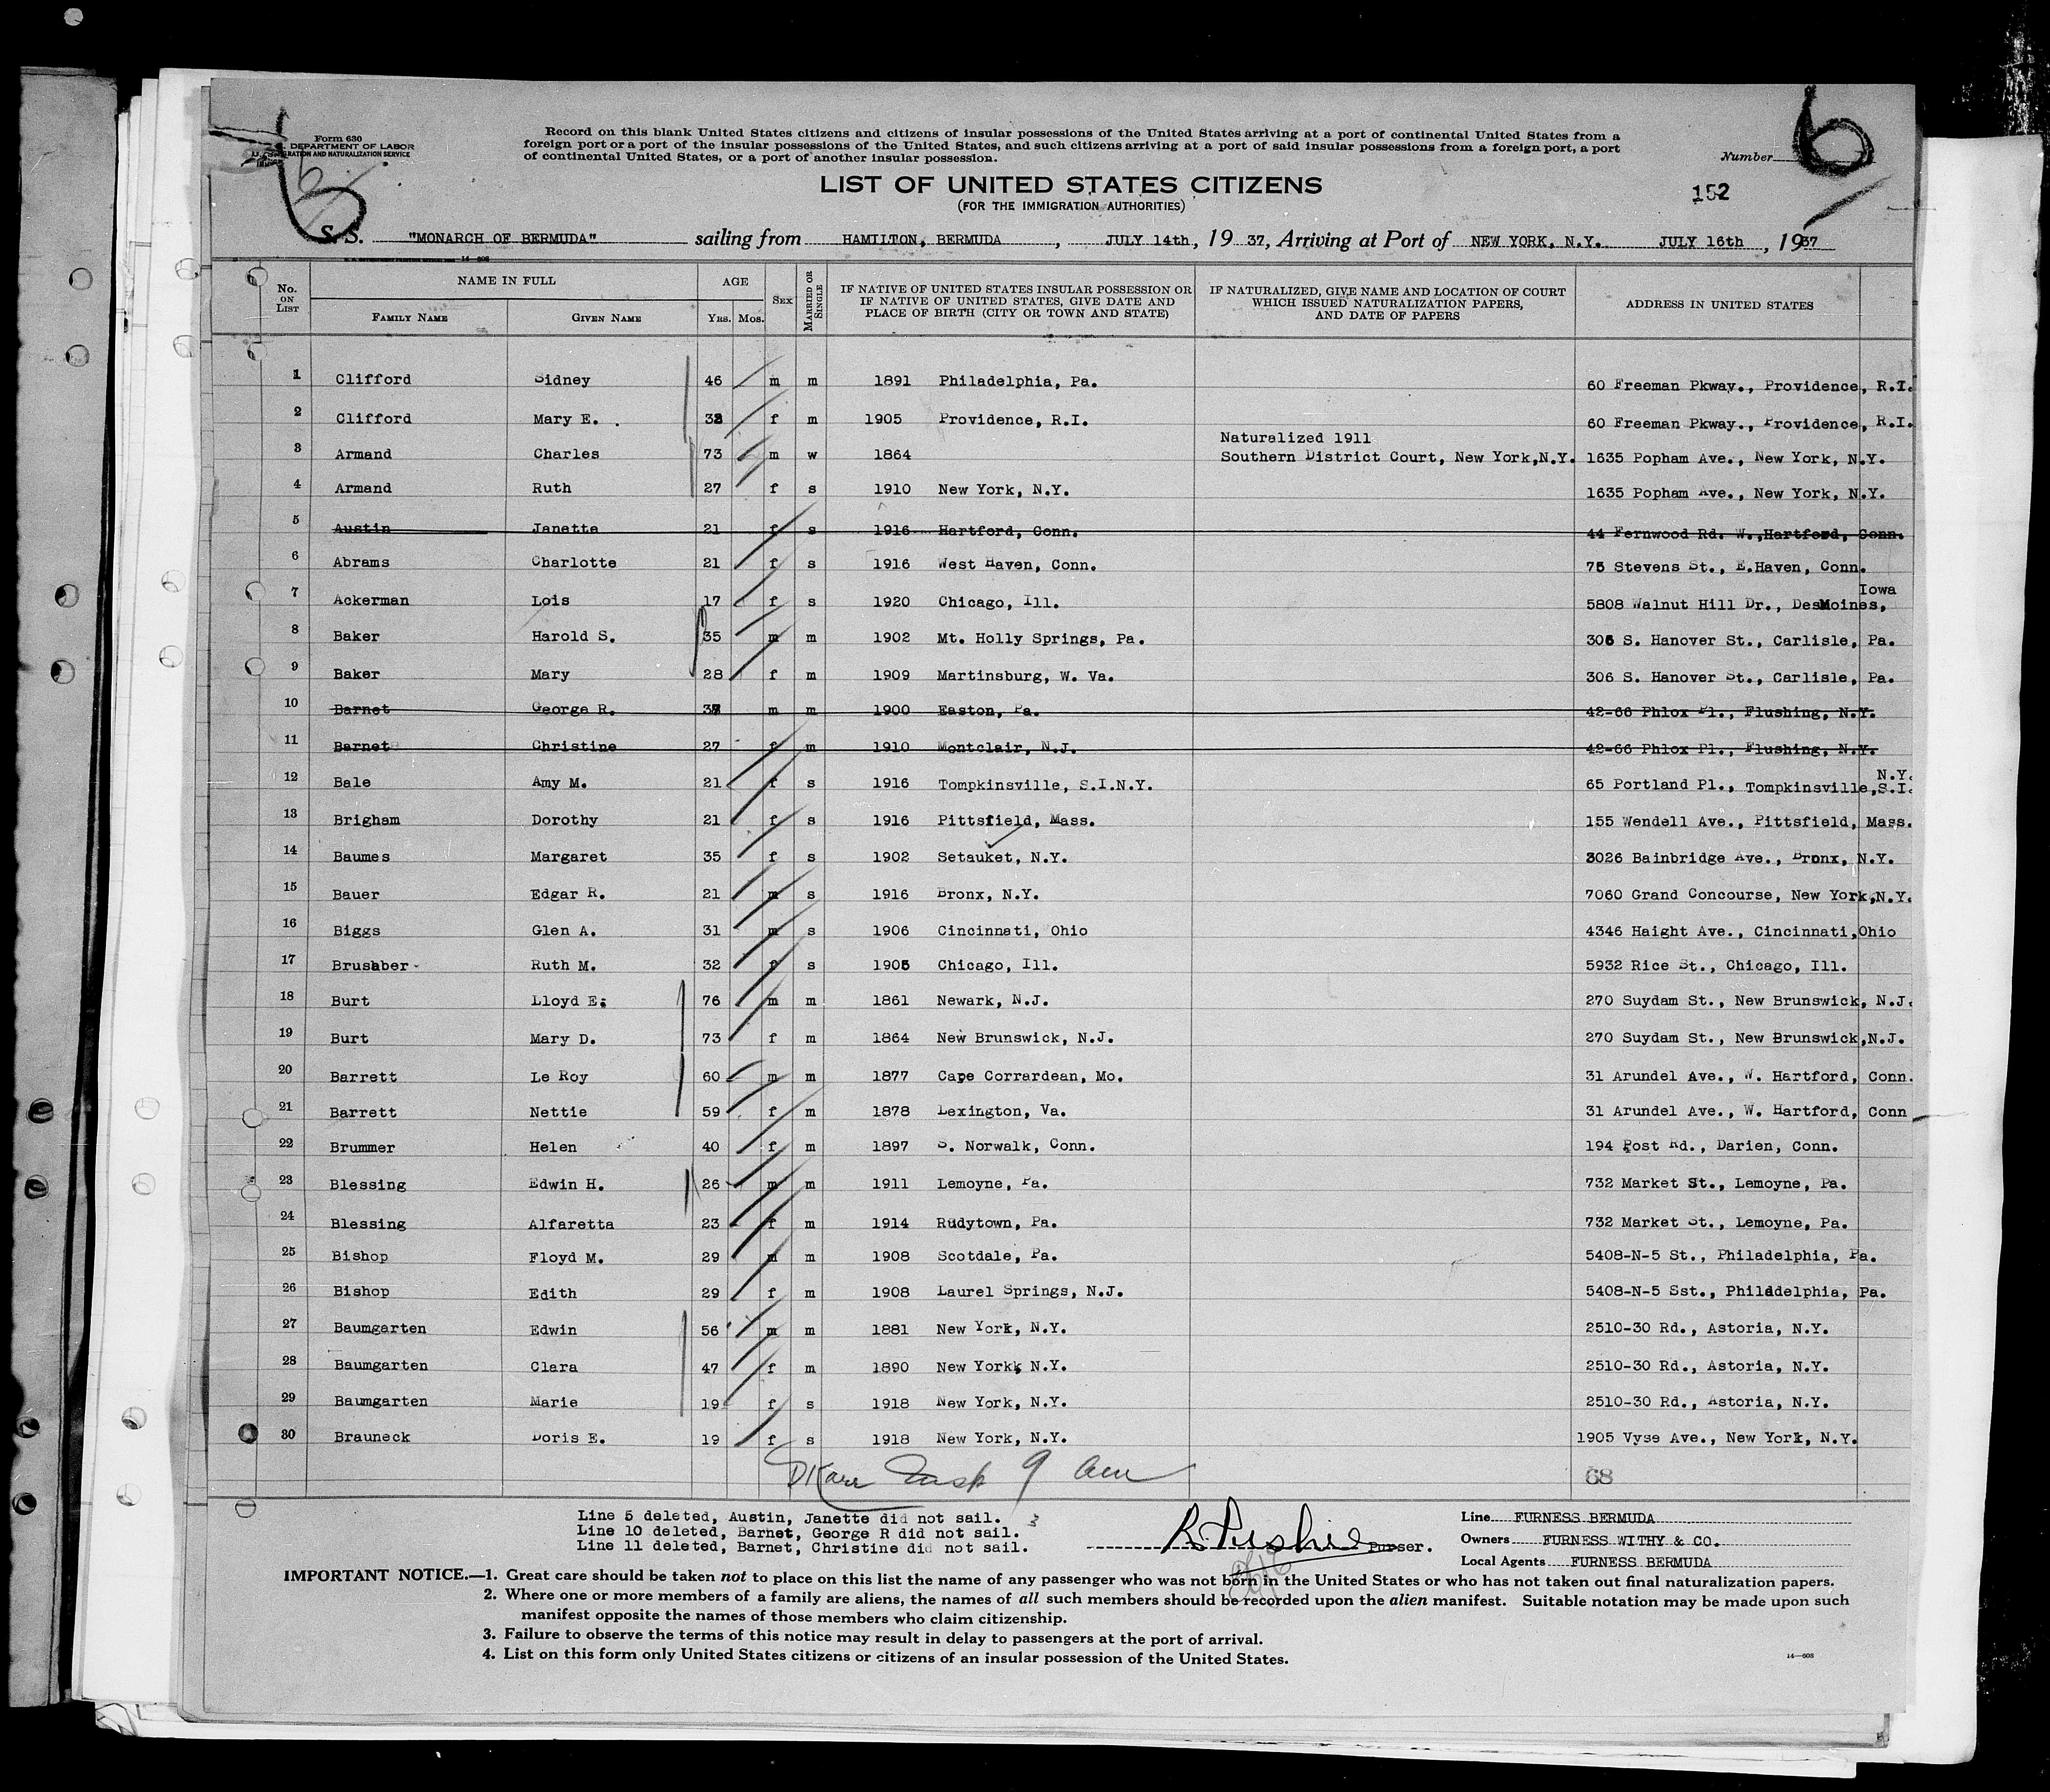 Form 630
DEPARTMENT OF LABOR
IMMIGRATION AND NATURALIZATION SERVICE
Record on this blank United States citizens and citizens of insular possessions of the United States arriving at a port of continental United States from a
foreign port or a port of the insular possessions of the United States, and such citizens arriving at a port of said insular possessions from a foreign port, a port
of continental United States, or a port of another insular possession.
Number 6
6
LIST OF UNITED STATES CITIZENS
(FOR THE IMMIGRATION AUTHORITIES)
152
S. S. "MONARCH OF BERMUDA" sailing from HAMILTON, BERMUDA, JULY 14th, 19 37, Arriving at Port of NEW YORK, N.Y. JULY 16th, 1937
14-608
No. ON LIST NAME IN FULL AGE SEX MARRIED OR SINGLE IF NATIVE OF UNITED STATES INSULAR POSSESSION OR IF NATIVE OF UNITED STATES, GIVE DATE AND PLACE OF BIRTH (CITY OR TOWN AND STATE) IF NATURALIZED, GIVE NAME AND LOCATION OF COURT WHICH ISSUED NATURALIZATION PAPERS, AND DATE OF PAPERS ADDRESS IN UNITED STATES
FAMILY NAME GIVEN NAME YRS. MOS.
1 Clifford Sidney 46 m m 1891 Philadelphia, Pa. 60 Freeman Pkway., Providence, R.I.
2 Clifford Mary E. 32 f m 1905 Providence, R.I. 60 Freeman Pkway., Providence, R.I.
Naturalized 1911
3 Armand Charles 73 m w 1864 Southern District Court, New York,N.Y. 1635 Popham Ave., New York, N.Y.
4 Armand Ruth 27 f s 1910 New York, N.Y. 1635 Popham Ave., New York, N.Y.
5 Austin Janette 21 f s 1916 Hartford, Conn. 44 Fernwood Rd. W.,Hartford, Conn.
6 Abrams Charlotte 21 f s 1916 West Haven, Conn. 75 Stevens St., E.Haven, Conn.
Iowa
7 Ackerman Lois 17 f s 1920 Chicago, Ill. 5808 Walnut Hill Dr., DesMoines,
8 Baker Harold S. 35 m m 1902 Mt. Holly Springs, Pa. 306 S. Hanover St., Carlisle, Pa.
9 Baker Mary 28 f m 1909 Martinsburg, W. Va. 306 S. Hanover St., Carlisle, Pa.
10 Barnet George R. 37 m m 1900 Easton, Pa. 42-66 Phlox Pl., Flushing, N.Y.
11 Barnet Christine 27 f m 1910 Montclair, N.J. 42-66 Phlox Pl., Flushing, N.Y.
N.Y.
12 Bale Amy M. 21 f s 1916 Tompkinsville, S.I.N.Y. 65 Portland Pl., Tompkinsville,S.I.
13 Brigham Dorothy 21 f s 1916 Pittsfield, Mass. 155 Wendell Ave., Pittsfield, Mass.
14 Baumes Margaret 35 f s 1902 Setauket, N.Y. 3026 Bainbridge Ave., Bronx, N.Y.
15 Bauer Edgar R. 21 m s 1916 Bronx, N.Y. 7060 Grand Concourse, New York,N.Y.
16 Biggs Glen A. 31 m s 1906 Cincinnati, Ohio 4346 Haight Ave., Cincinnati,Ohio
17 Brushaber- Ruth M. 32 f s 1905 Chicago, Ill. 5932 Rice St., Chicago, Ill.
18 Burt Lloyd E. 76 m m 1861 Newark, N.J. 270 Suydam St., New Brunswick, N.J.
19 Burt Mary D. 73 f m 1864 New Brunswick, N.J. 270 Suydam St., New Brunswick,N.J.
20 Barrett Le Roy 60 m m 1877 Cape Corrardean, Mo. 31 Arundel Ave., W. Hartford, Conn.
21 Barrett Nettie 59 f m 1878 Lexington, Va. 31 Arundel Ave., W. Hartford, Conn
22 Brummer Helen 40 f m 1897 S. Norwalk, Conn. 194 Post Rd., Darien, Conn.
23 Blessing Edwin H. 26 m m 1911 Lemoyne, Pa. 732 Market St., Lemoyne, Pa.
24 Blessing Alfaretta 23 f m 1914 Rudytown, Pa. 732 Market St., Lemoyne, Pa.
25 Bishop Floyd M. 29 m m 1908 Scotdale, Pa. 5408-N-5 St., Philadelphia, Pa.
26 Bishop Edith 29 f m 1908 Laurel Springs, N.J. 5408-N-5 Sst., Philadelphia, Pa.
27 Baumgarten Edwin 56 m m 1881 New York, N.Y. 2510-30 Rd., Astoria, N.Y.
28 Baumgarten Clara 47 f m 1890 New York, N.Y. 2510-30 Rd., Astoria, N.Y.
29 Baumgarten Marie 19 f s 1918 New York, N.Y. 2510-30 Rd., Astoria, N.Y.
30 Brauneck Doris E. 19 f s 1918 New York, N.Y. 1905 Vyse Ave., New York, N.Y.
9 am 68
Line 5 deleted, Austin, Janette did not sail.
Line 10 deleted, Barnet, George R did not sail.
Line 11 deleted, Barnet, Christine did not sail.
Purser.
Line FURNESS BERMUDA
Owners FURNESS WITHY & CO.
Local Agents FURNESS BERMUDA
IMPORTANT NOTICE.—1. Great care should be taken not to place on this list the name of any passenger who was not born in the United States or who has not taken out final naturalization papers.
2. Where one or more members of a family are aliens, the names of all such members should be recorded upon the alien manifest. Suitable notation may be made upon such
manifest opposite the names of those members who claim citizenship.
3. Failure to observe the terms of this notice may result in delay to passengers at the port of arrival.
4. List on this form only United States citizens or citizens of an insular possession of the United States.
14—608